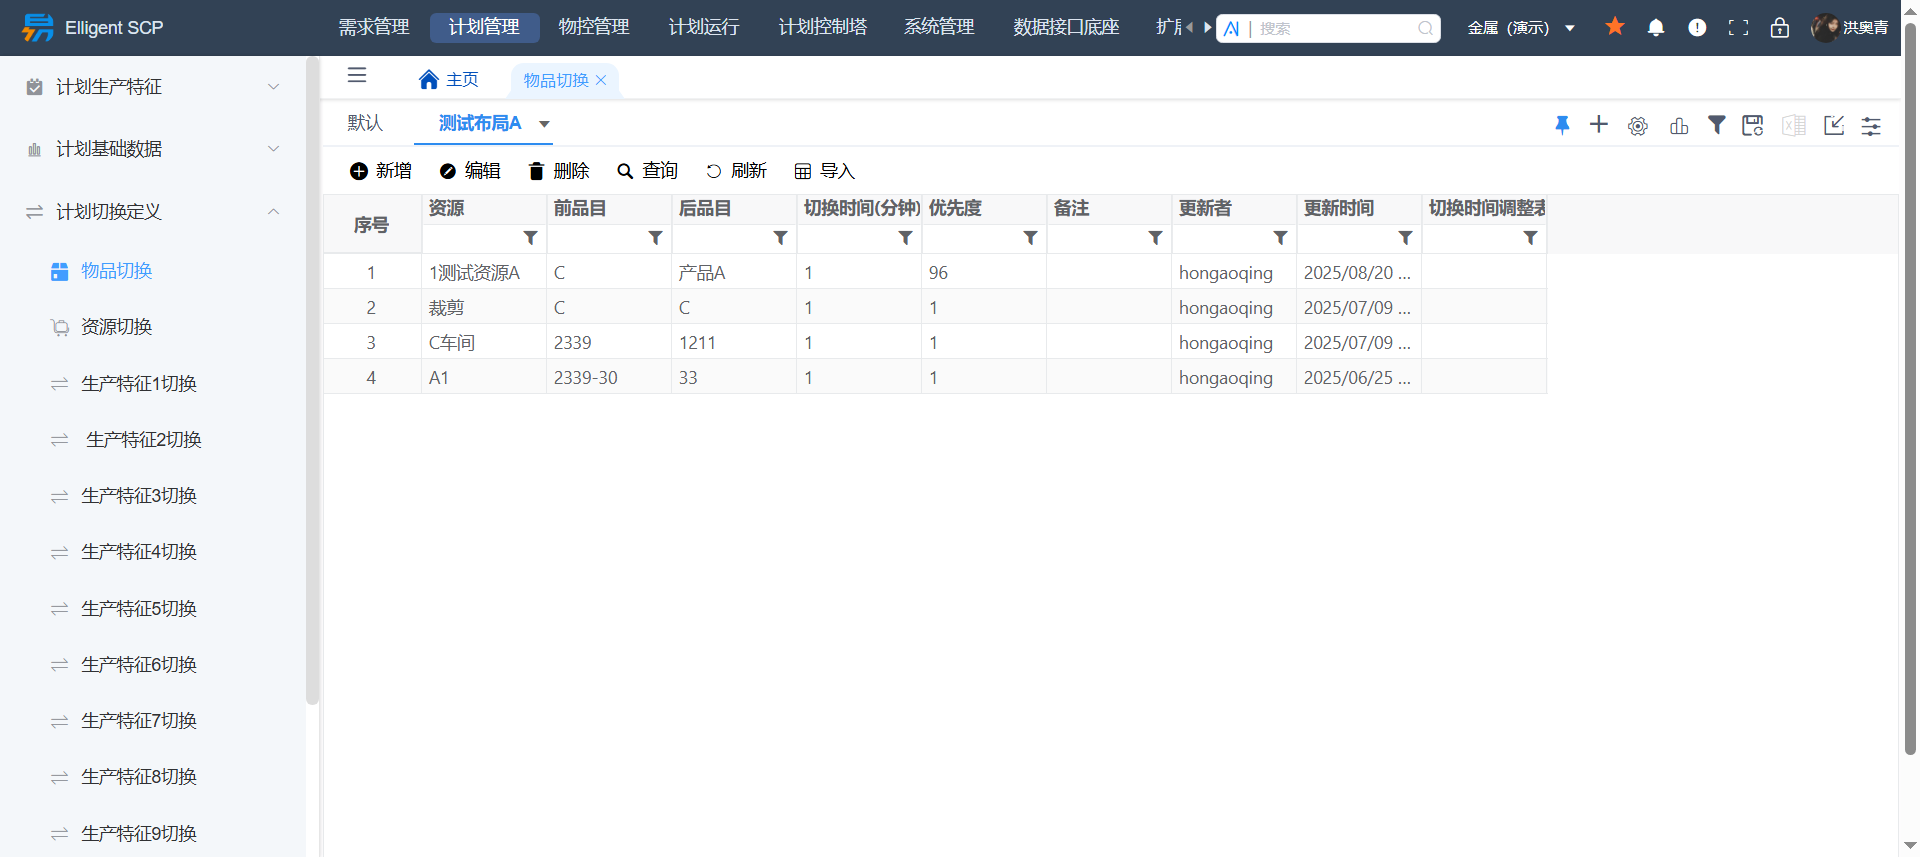 Elligent SCP 需求管理 计划管理 物控管理 计划运行 计划控制塔 系统管理 数据接口底座 搜索 金属 (演示) 洪奥青
主页 物品切换
默认 测试布局A
新增 编辑 删除 查询 刷新 导入
序号 资源 前品目 后品目 切换时间(分钟) 优先度 备注 更新者 更新时间 切换时间调整
1 1测试资源A C 产品A 1 96 hongaoqing 2025/08/20 ...
2 裁剪 C C 1 1 hongaoqing 2025/07/09 ...
3 C车间 2339 1211 1 1 hongaoqing 2025/07/09 ...
4 A1 2339-30 33 1 1 hongaoqing 2025/06/25 ...
计划生产特征
计划基础数据
计划切换定义
物品切换
资源切换
生产特征1切换
生产特征2切换
生产特征3切换
生产特征4切换
生产特征5切换
生产特征6切换
生产特征7切换
生产特征8切换
生产特征9切换